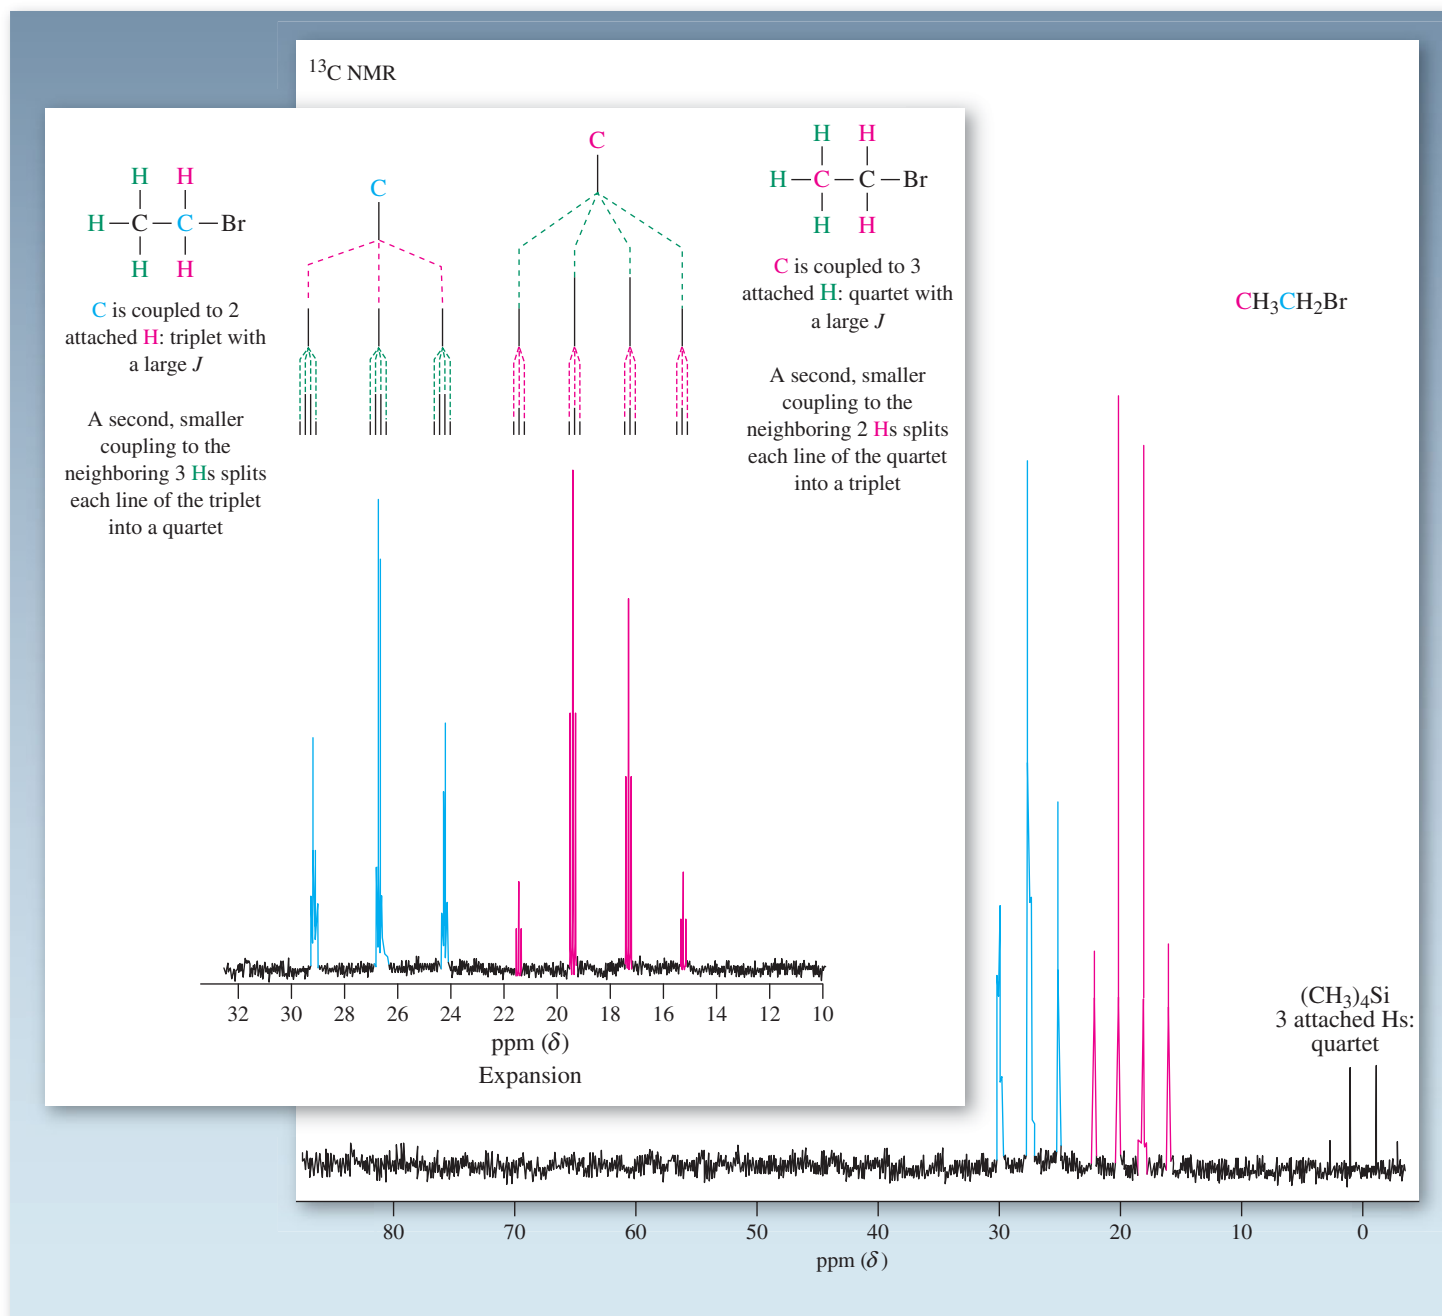 ¹³C NMR
H H
H—C—C—Br
H H
C is coupled to 2
attached H: triplet with
a large J
A second, smaller
coupling to the
neighboring 3 Hs splits
each line of the triplet
into a quartet
C
C
H H
H—C—C—Br
H H
C is coupled to 3
attached H: quartet with
a large J
A second, smaller
coupling to the
neighboring 2 Hs splits
each line of the quartet
into a triplet
32 30 28 26 24 22 20 18 16 14 12 10
ppm (δ)
Expansion
CH₃CH₂Br
(CH₃)₄Si
3 attached Hs:
quartet
80 70 60 50 40 30 20 10 0
ppm (δ)